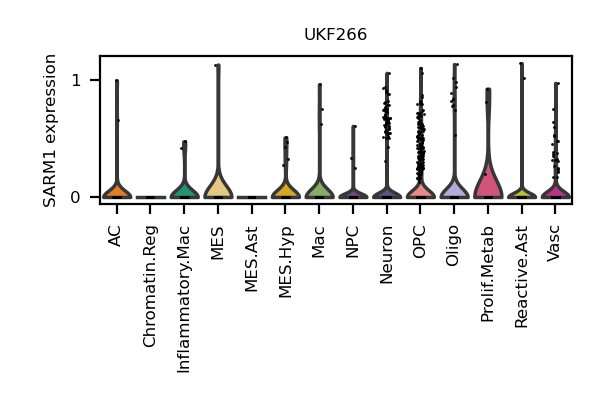 UKF266
SARM1 expression
1
0
AC
Chromatin.Reg
Inflammatory.Mac
MES
MES.Ast
MES.Hyp
Mac
NPC
Neuron
OPC
Oligo
Prolif.Metab
Reactive.Ast
Vasc